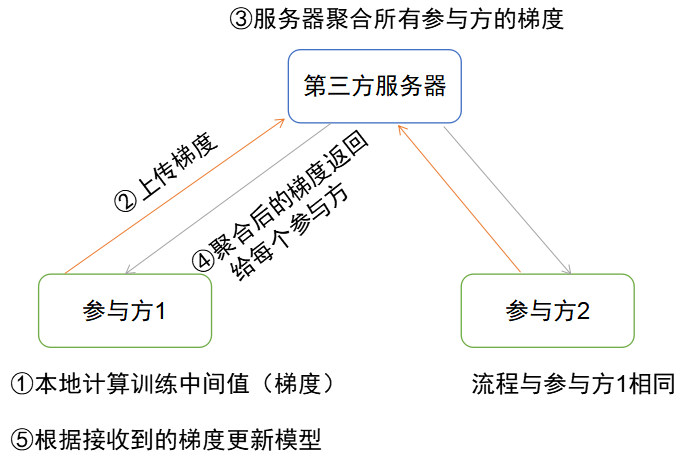 ③服务器聚合所有参与方的梯度
第三方服务器
②上传梯度
④聚合后的梯度返回
给每个参与方
参与方1
参与方2
①本地计算训练中间值（梯度）
流程与参与方1相同
⑤根据接收到的梯度更新模型